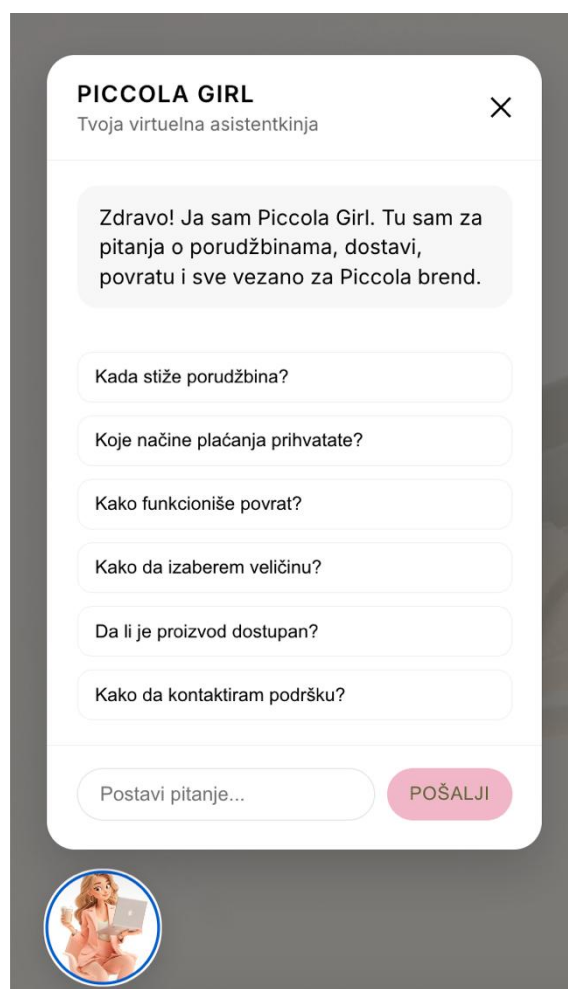 PICCOLA GIRL
Tvoja virtuelna asistentkinja
Zdravo! Ja sam Piccola Girl. Tu sam za
pitanja o porudžbinama, dostavi,
povratu i sve vezano za Piccola brend.
Kada stiže porudžbina?
Koje načine plaćanja prihvatate?
Kako funkcioniše povrat?
Kako da izaberem veličinu?
Da li je proizvod dostupan?
Kako da kontaktiram podršku?
Postavi pitanje...
POŠALJI